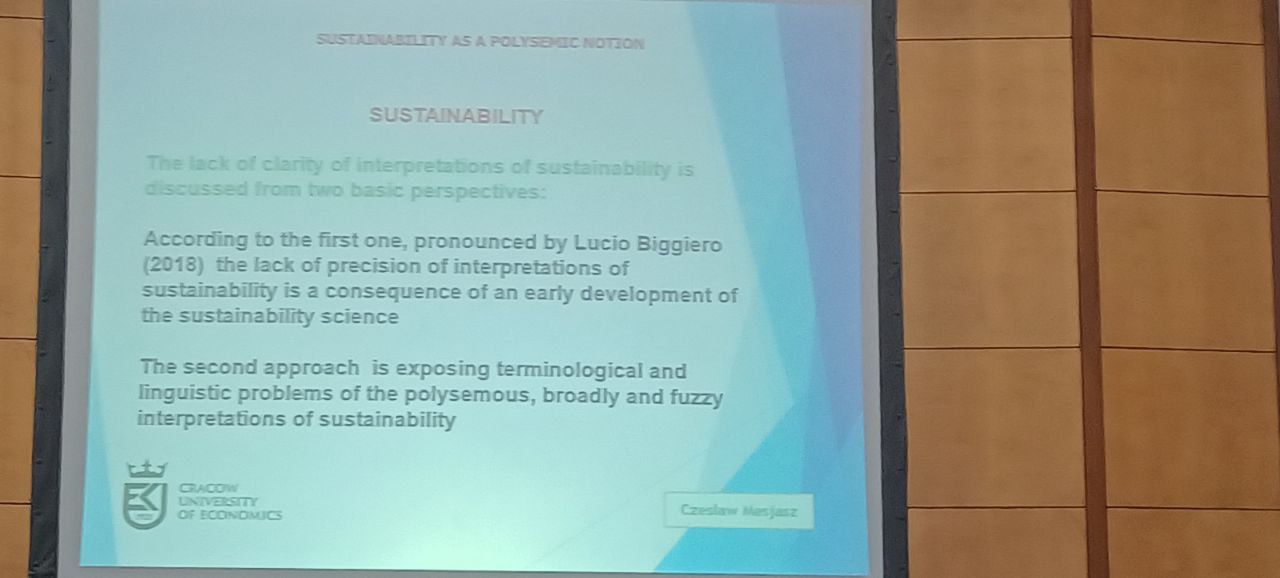 SUSTAINABILITY AS A POLYSEMIC NOTION
SUSTAINABILITY
The lack of clarity of interpretations of sustainability is
discussed from two basic perspectives:
According to the first one, pronounced by Lucio Biggiero
(2018)  the lack of precision of interpretations of
sustainability is a consequence of an early development of
the sustainability science
The second approach  is exposing terminological and
linguistic problems of the polysemous, broadly and fuzzy
interpretations of sustainability
CRACOW
UNIVERSITY
OF ECONOMICS
Czesław Mesjasz